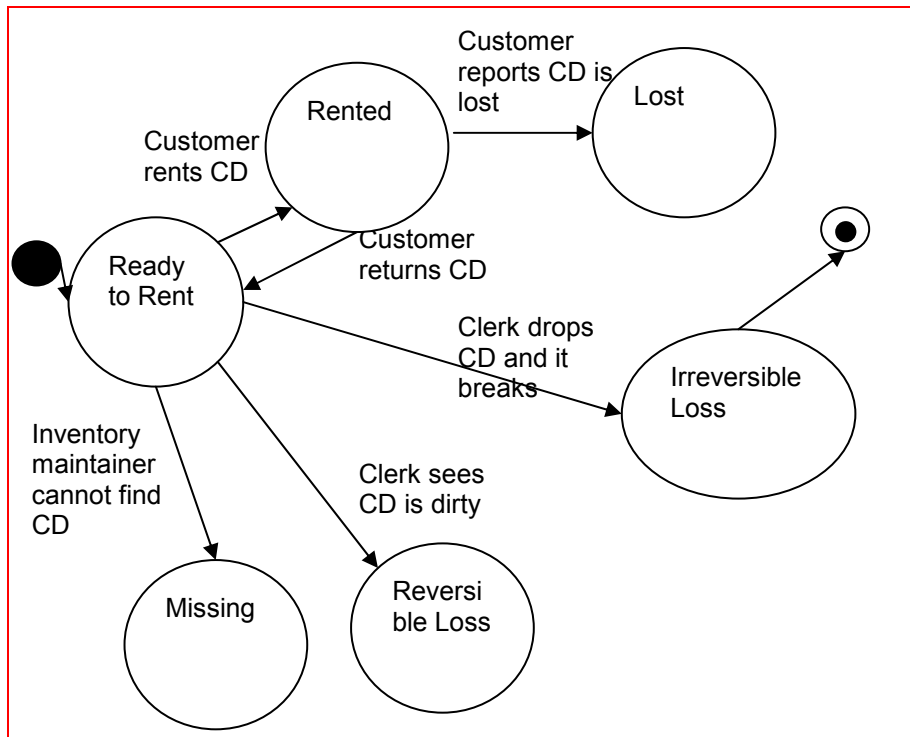 Customer
reports CD is
lost
Rented
Lost
Customer
rents CD
Customer
returns CD
Ready
to Rent
Clerk drops
CD and it
breaks
Irreversible
Loss
Inventory
maintainer
cannot find
CD
Clerk sees
CD is dirty
Missing
Reversi
ble Loss